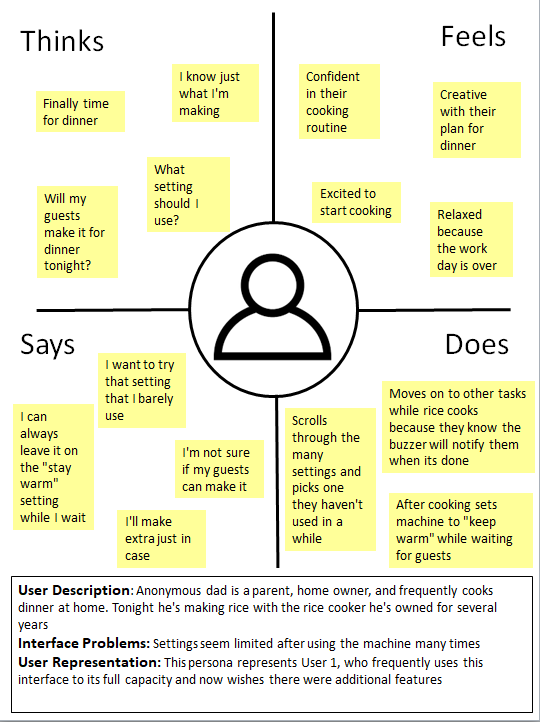 Thinks
Finally time
for dinner
I know just
what I'm
making
What
setting
should I
use?
Will my
guests
make it for
dinner
tonight?
Feels
Confident
in their
cooking
routine
Creative
with their
plan for
dinner
Excited to
start cooking
Relaxed
because
the work
day is over
Says
I want to try
that setting
that I barely
use
I can
always
leave it on
the "stay
warm"
setting
while I wait
I'm not sure
if my guests
can make it
I'll make
extra just in
case
Does
Moves on to other tasks
while rice cooks
because they know the
buzzer will notify them
when its done
Scrolls
through the
many
settings and
picks one
they haven't
used in a
while
After cooking sets
machine to "keep
warm" while waiting
for guests
User Description: Anonymous dad is a parent, home owner, and frequently cooks
dinner at home. Tonight he's making rice with the rice cooker he's owned for several
years
Interface Problems: Settings seem limited after using the machine many times
User Representation: This persona represents User 1, who frequently uses this
interface to its full capacity and now wishes there were additional features